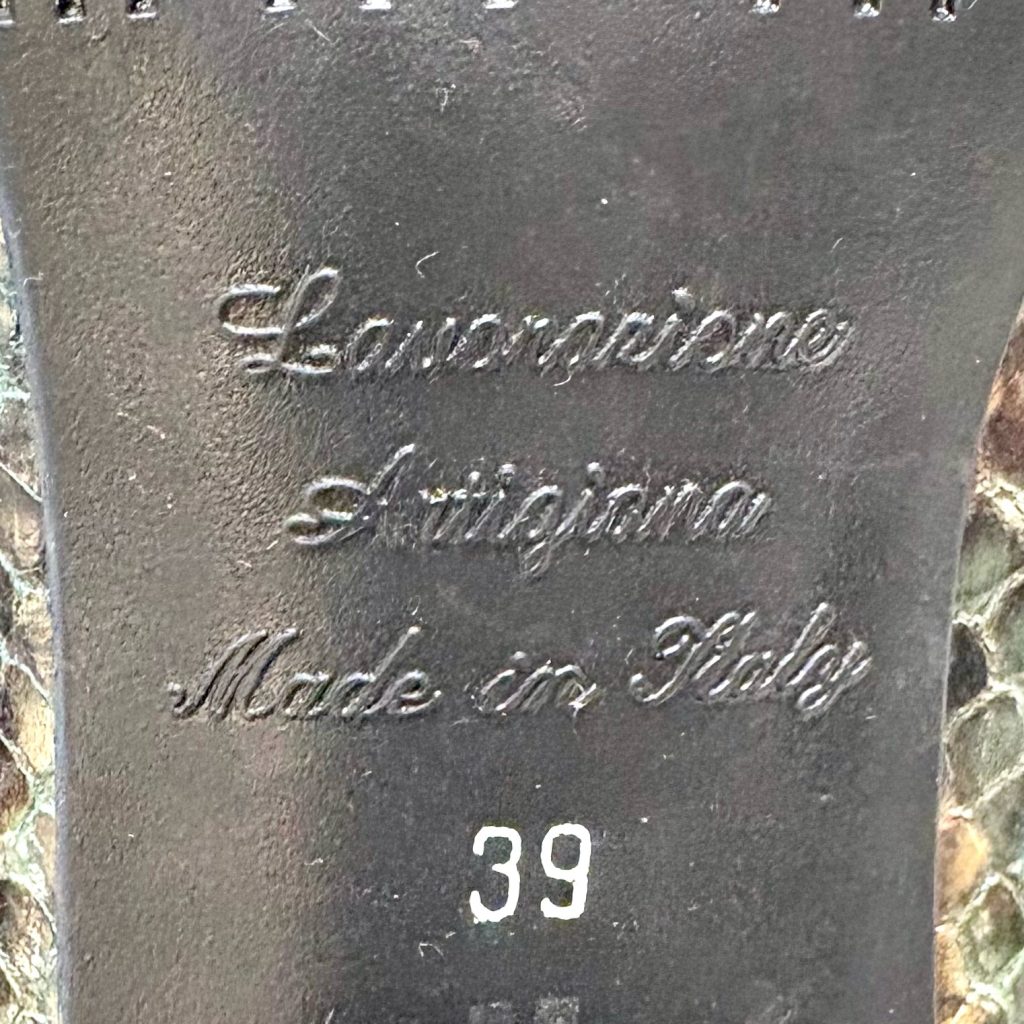 Lavorazione
Artigiana
Made in Italy
39